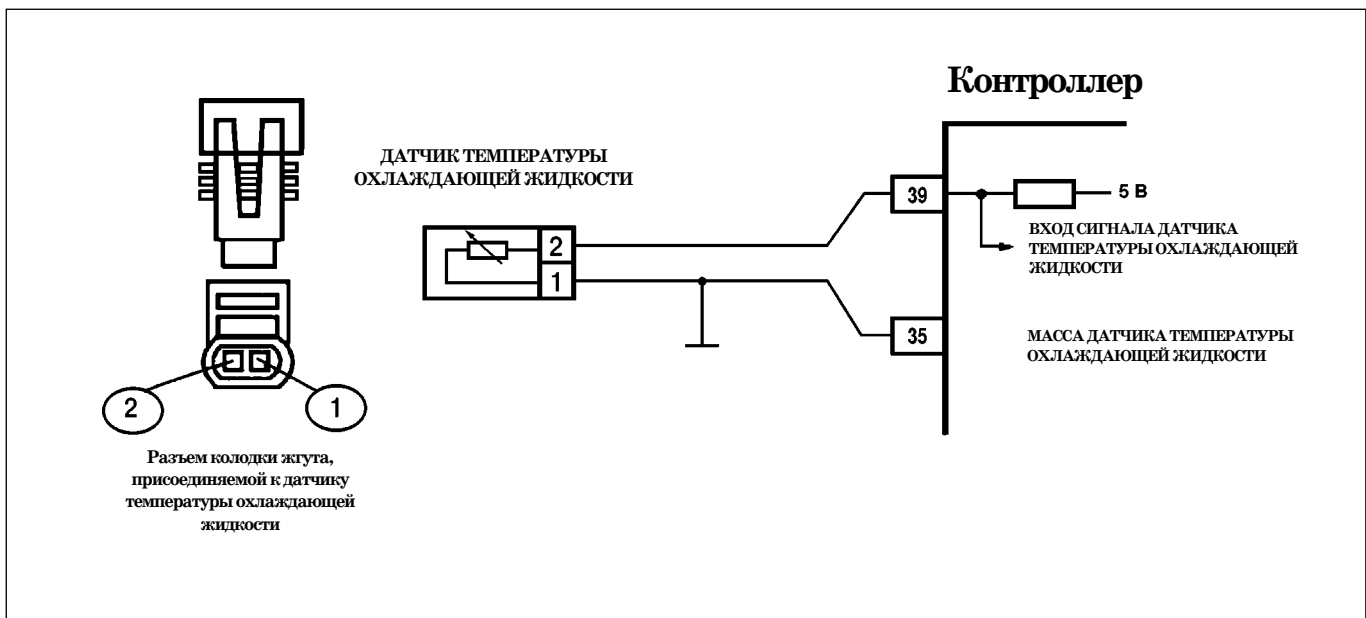 Контроллер
ДАТЧИК ТЕМПЕРАТУРЫ
ОХЛАЖДАЮЩЕЙ ЖИДКОСТИ
39
5 В
2
1
ВХОД СИГНАЛА ДАТЧИКА
ТЕМПЕРАТУРЫ ОХЛАЖДАЮЩЕЙ
ЖИДКОСТИ
35
МАССА ДАТЧИКА ТЕМПЕРАТУРЫ
ОХЛАЖДАЮЩЕЙ ЖИДКОСТИ
2
1
Разъем колодки жгута,
присоединяемой к датчику
температуры охлаждающей
жидкости